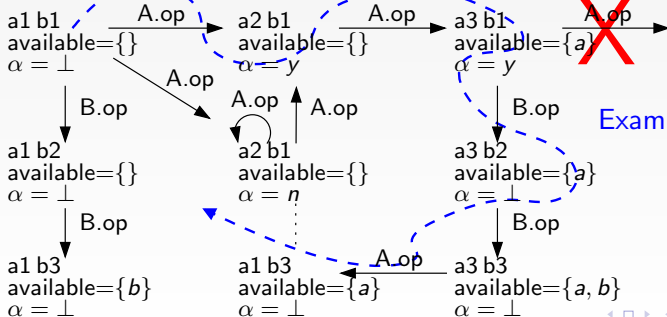 A.op A.op A.op
a1 b1
available={}
α = ⊥
a2 b1
available={}
α = y
a3 b1
available={a}
α = y
A.op
B.op
A.op
A.op
B.op
Exam
a1 b2
available={}
α = ⊥
a2 b1
available={}
α = n
a3 b2
available={a}
α = ⊥
B.op
B.op
A.op
a1 b3
available={b}
α = ⊥
a1 b3
available={a}
α = ⊥
a3 b3
available={a, b}
α = ⊥